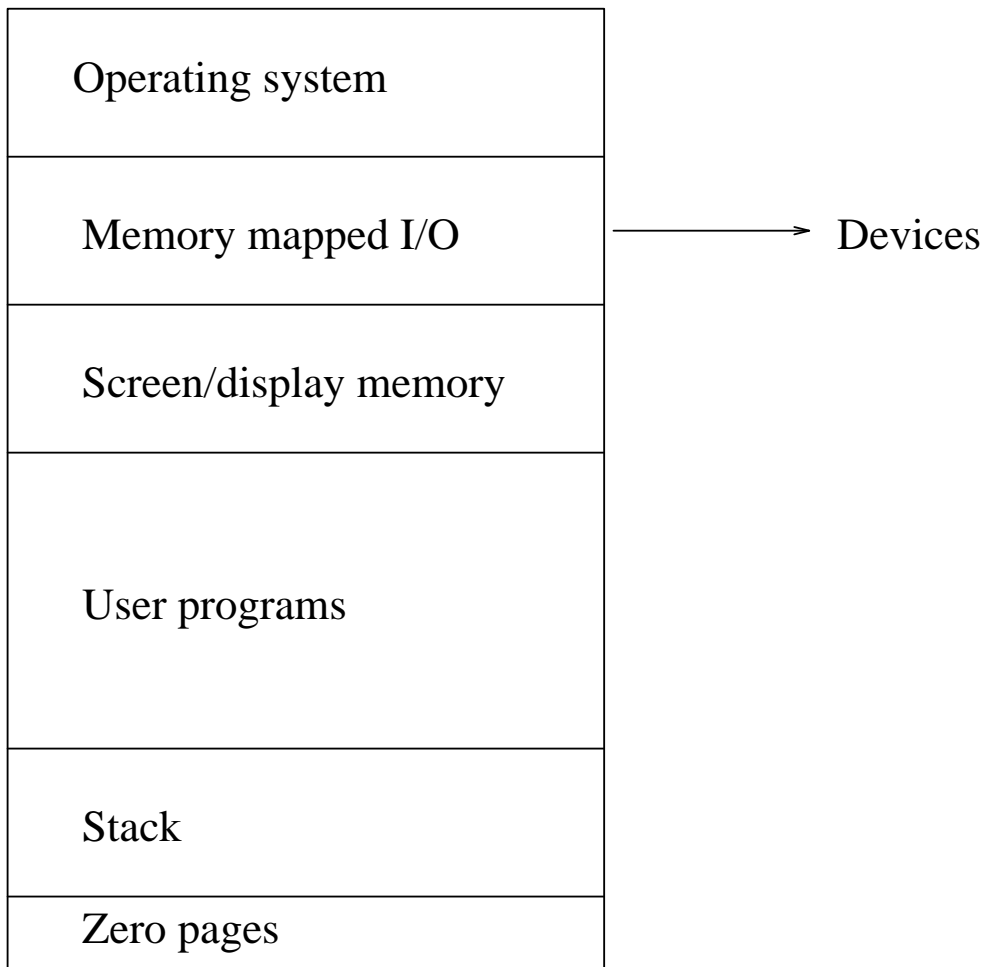 Operating system
Memory mapped I/O
Devices
Screen/display memory
User programs
Stack
Zero pages